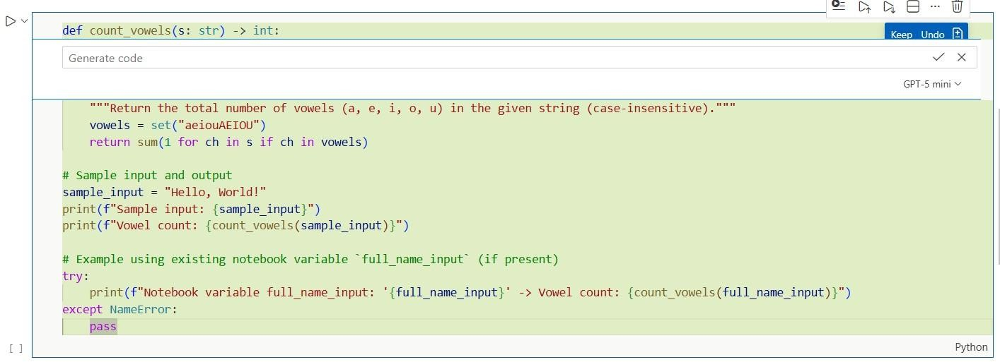 def count_vowels(s: str) -> int:
Keep Undo
Generate code
GPT-5 mini
    """Return the total number of vowels (a, e, i, o, u) in the given string (case-insensitive)."""
    vowels = set("aeiouAEIOU")
    return sum(1 for ch in s if ch in vowels)
# Sample input and output
sample_input = "Hello, World!"
print(f"Sample input: {sample_input}")
print(f"Vowel count: {count_vowels(sample_input)}")
# Example using existing notebook variable `full_name_input` (if present)
try:
    print(f"Notebook variable full_name_input: '{full_name_input}' -> Vowel count: {count_vowels(full_name_input)}")
except NameError:
    pass
[ ]
Python